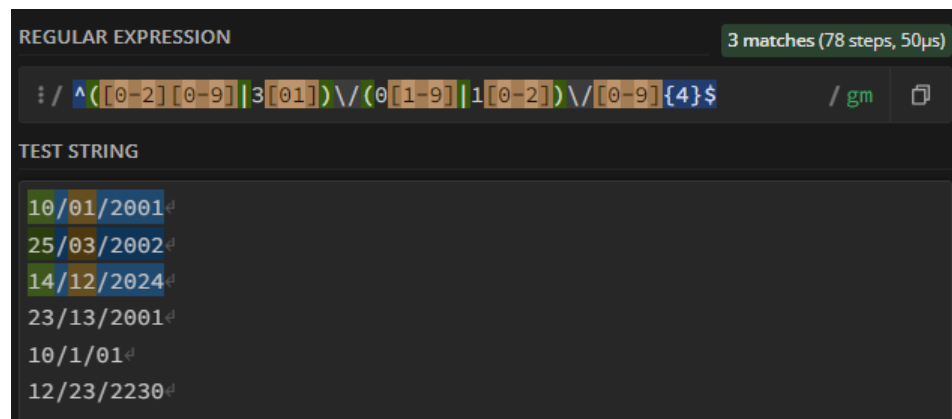 REGULAR EXPRESSION
3 matches (78 steps, 50μs)
/ ^([0-2][0-9]|3[01])\/(0[1-9]|1[0-2])\/[0-9]{4}$ / gm
TEST STRING
10/01/2001
25/03/2002
14/12/2024
23/13/2001
10/1/01
12/23/2230